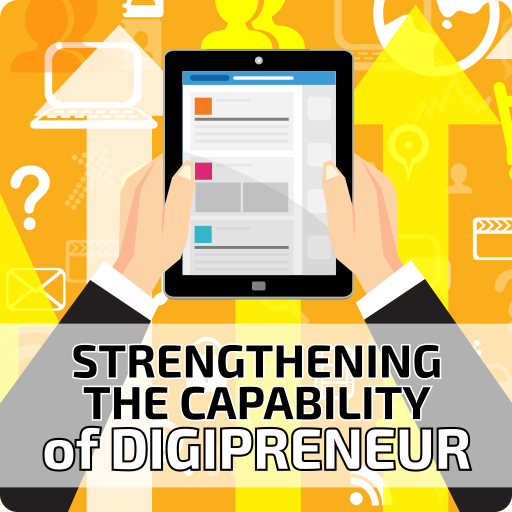 STRENGTHENING
THE CAPABILITY
of DIGIPRENEUR